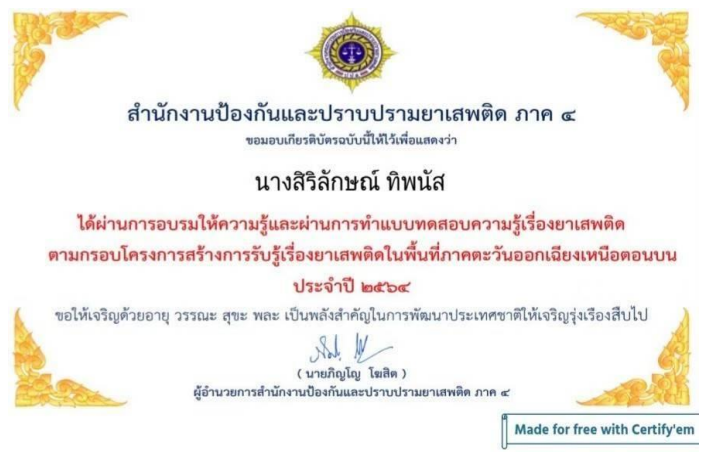 สำนักงานป้องกันและปราบปรามยาเสพติด ภาค ๔
ขอมอบเกียรติบัตรฉบับนี้ให้ไว้เพื่อแสดงว่า
นางสิริลักษณ์ ทิพนัส
ได้ผ่านการอบรมให้ความรู้และผ่านการทำแบบทดสอบความรู้เรื่องยาเสพติด
ตามกรอบโครงการสร้างการรับรู้เรื่องยาเสพติดในพื้นที่ภาคตะวันออกเฉียงเหนือตอนบน
ประจำปี ๒๕๖๔
ขอให้เจริญด้วยอายุ วรรณะ สุขะ พละ เป็นพลังสำคัญในการพัฒนาประเทศชาติให้เจริญรุ่งเรืองสืบไป
( นายภิญโญ โฆสิต )
ผู้อำนวยการสำนักงานป้องกันและปราบปรามยาเสพติด ภาค ๔
Made for free with Certify'em